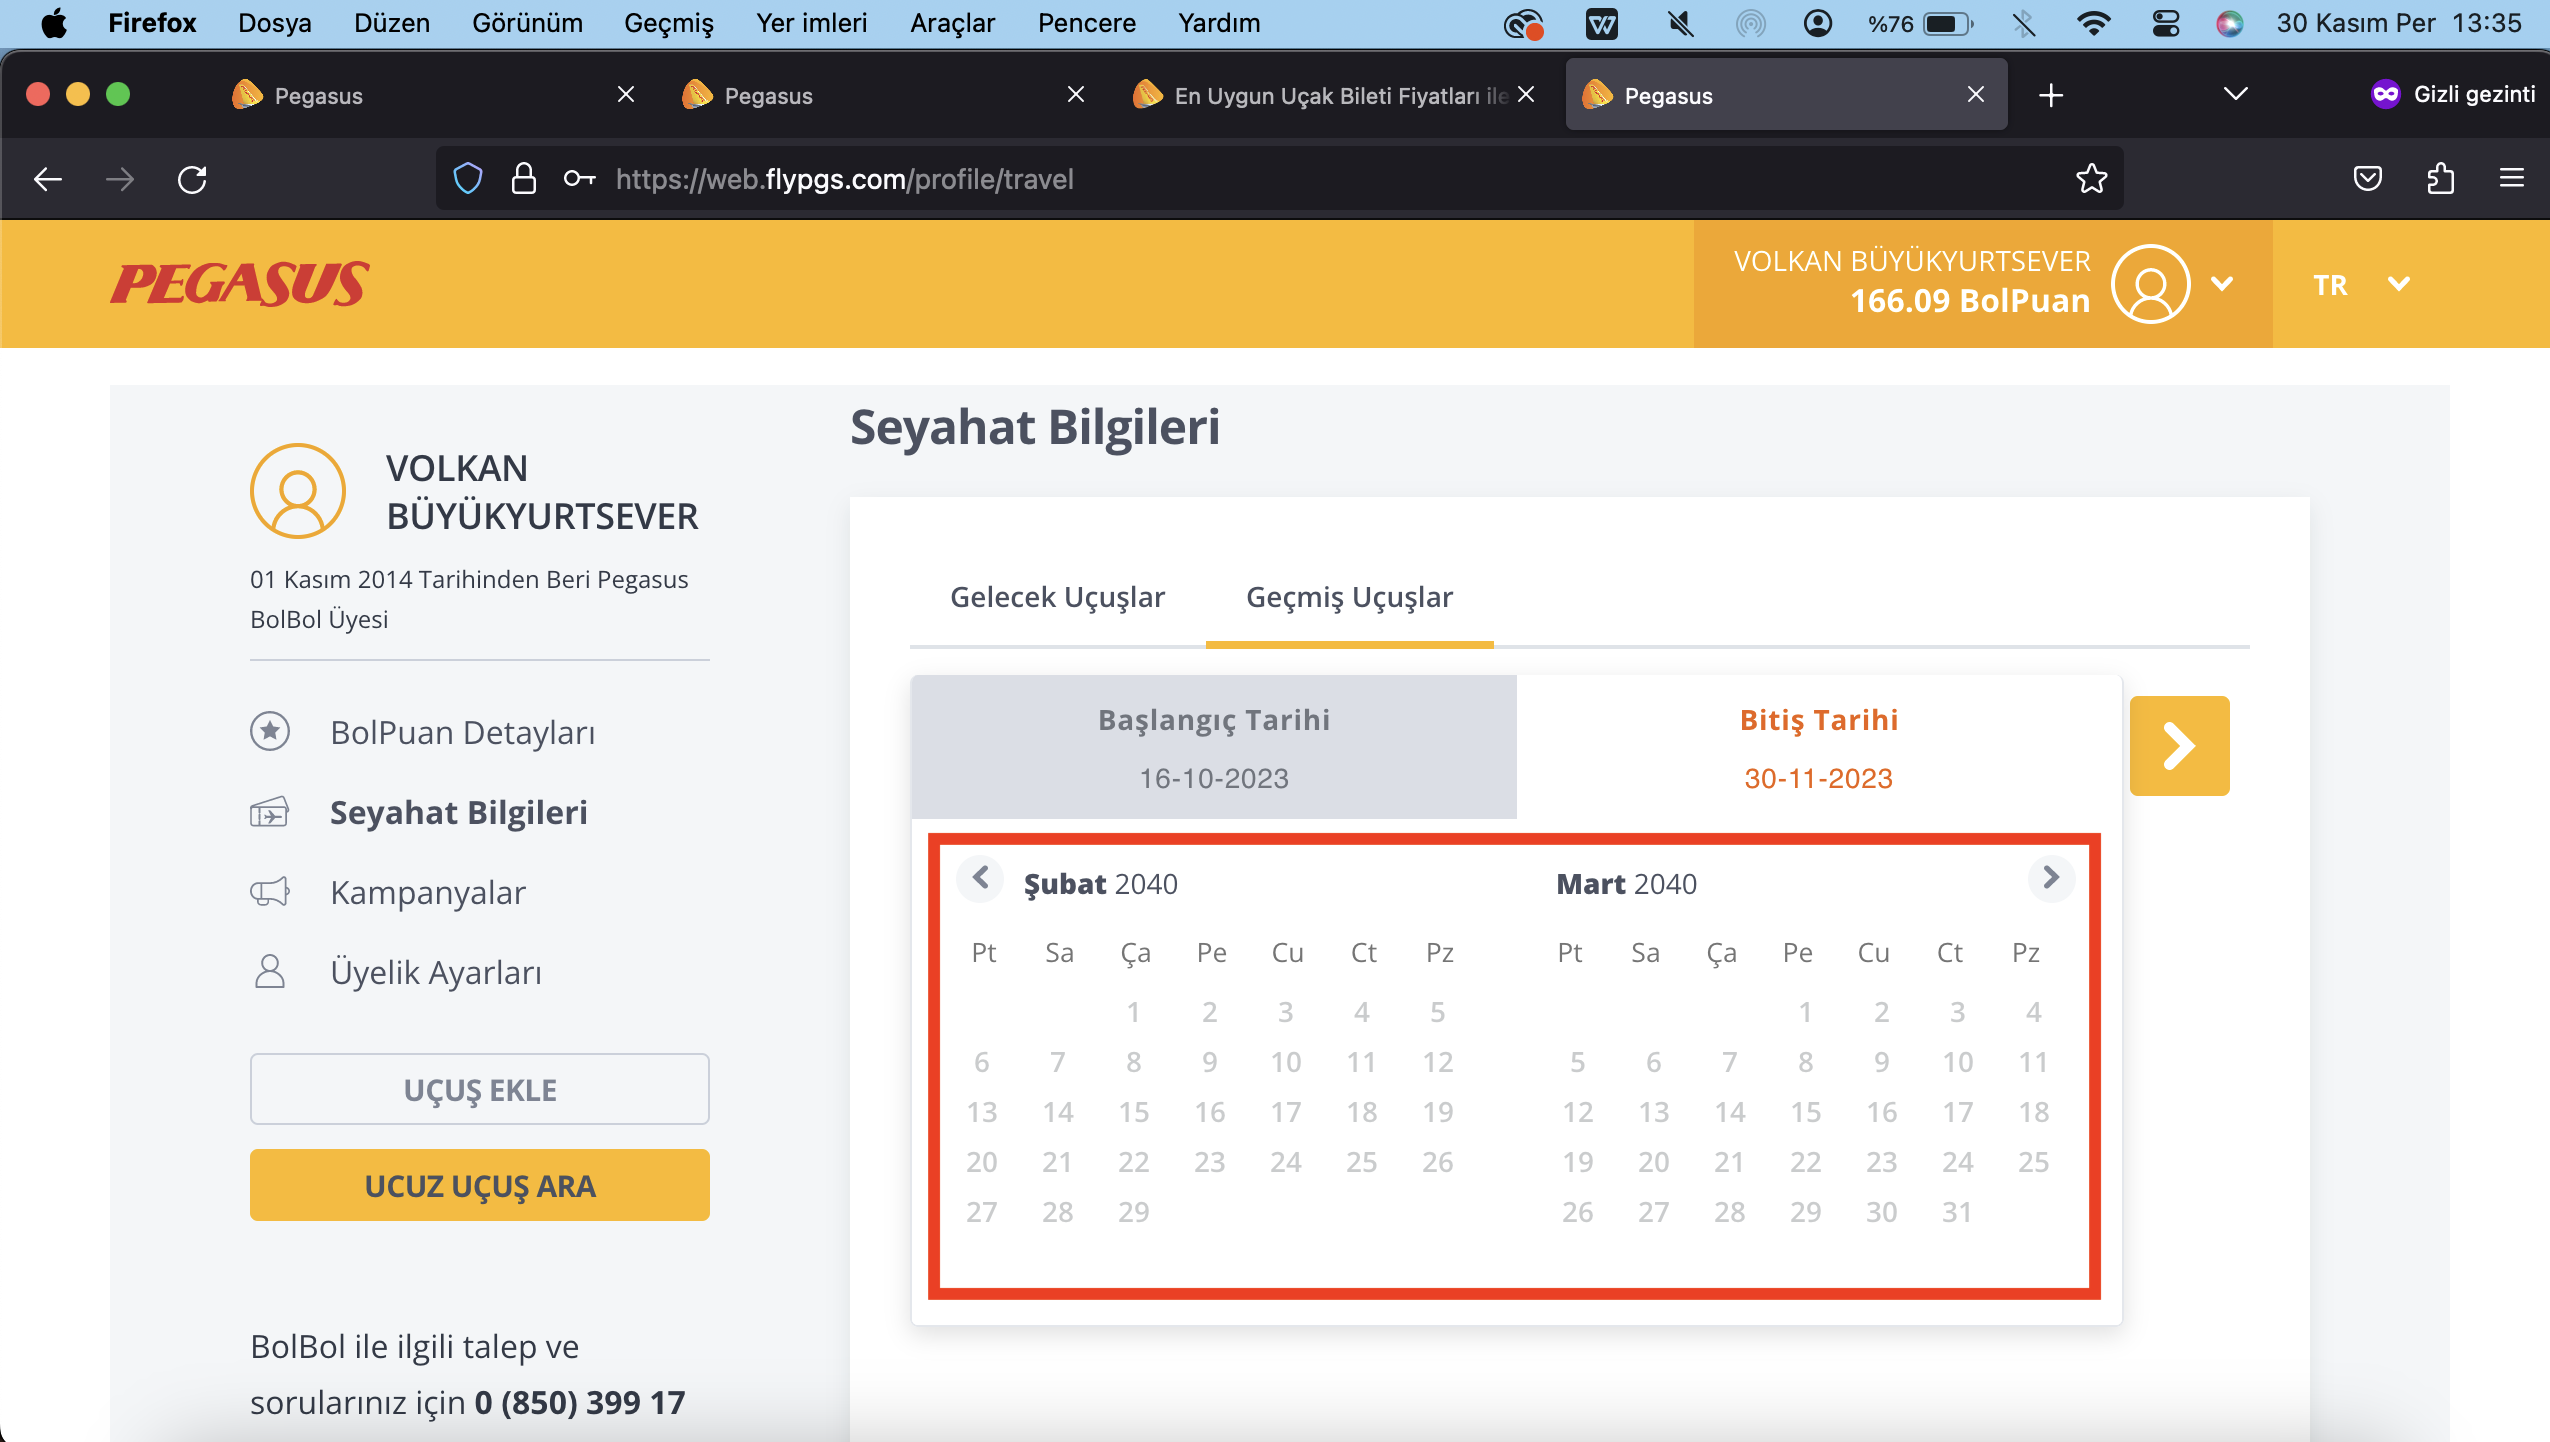 Firefox Dosya Düzen Görünüm Geçmiş Yer imleri Araçlar Pencere Yardım %76 30 Kasım Per 13:35
Pegasus Pegasus En Uygun Uçak Bileti Fiyatları ile Pegasus Gizli gezinti
https://web.flypgs.com/profile/travel
PEGASUS
VOLKAN BÜYÜKYURTSEVER
166.09 BolPuan
TR
VOLKAN
BÜYÜKYURTSEVER
01 Kasım 2014 Tarihinden Beri Pegasus
BolBol Üyesi
BolPuan Detayları
Seyahat Bilgileri
Kampanyalar
Üyelik Ayarları
UÇUŞ EKLE
UCUZ UÇUŞ ARA
BolBol ile ilgili talep ve
sorularınız için 0 (850) 399 17
Seyahat Bilgileri
Gelecek Uçuşlar Geçmiş Uçuşlar
Başlangıç Tarihi
16-10-2023
Bitiş Tarihi
30-11-2023
Şubat 2040
Pt Sa Ça Pe Cu Ct Pz
1 2 3 4 5
6 7 8 9 10 11 12
13 14 15 16 17 18 19
20 21 22 23 24 25 26
27 28 29
Mart 2040
Pt Sa Ça Pe Cu Ct Pz
1 2 3 4
5 6 7 8 9 10 11
12 13 14 15 16 17 18
19 20 21 22 23 24 25
26 27 28 29 30 31